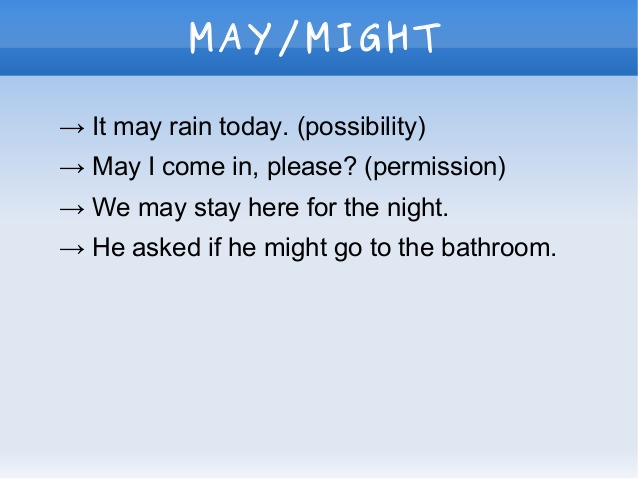 MAY/MIGHT
→ It may rain today. (possibility)
→ May I come in, please? (permission)
→ We may stay here for the night.
→ He asked if he might go to the bathroom.